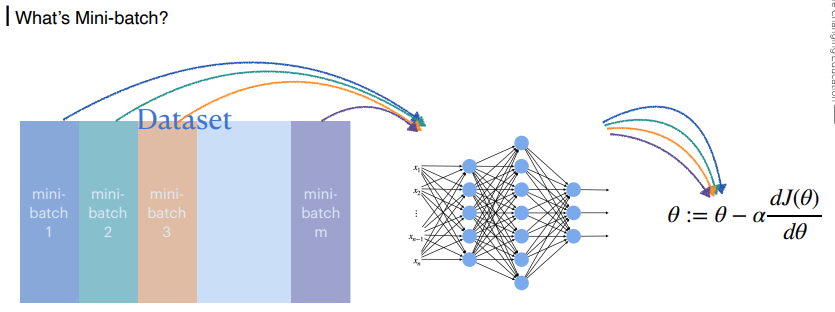 What's Mini-batch?
Dataset
mini-
batch
1
mini-
batch
2
mini-
batch
3
mini-
batch
m
x₁
x₂
⋮
xₙ₋₁
xₙ
θ := θ − α dJ(θ)/dθ